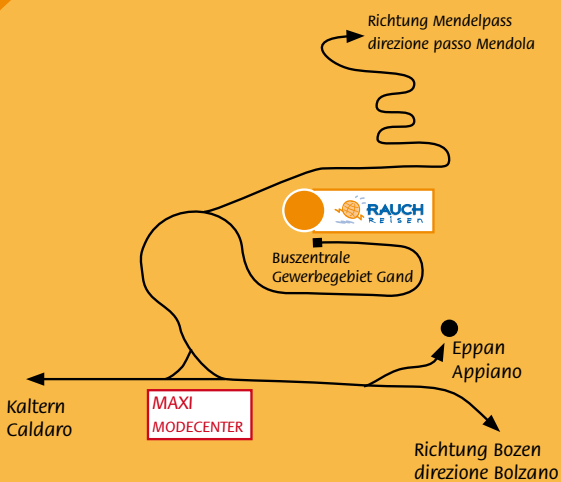 Richtung Mendelpass
direzione passo Mendola
RAUCH
Reisen
Buszentrale
Gewerbegebiet Gand
Eppan
Appiano
Kaltern
Caldaro
MAXI
MODECENTER
Richtung Bozen
direzione Bolzano